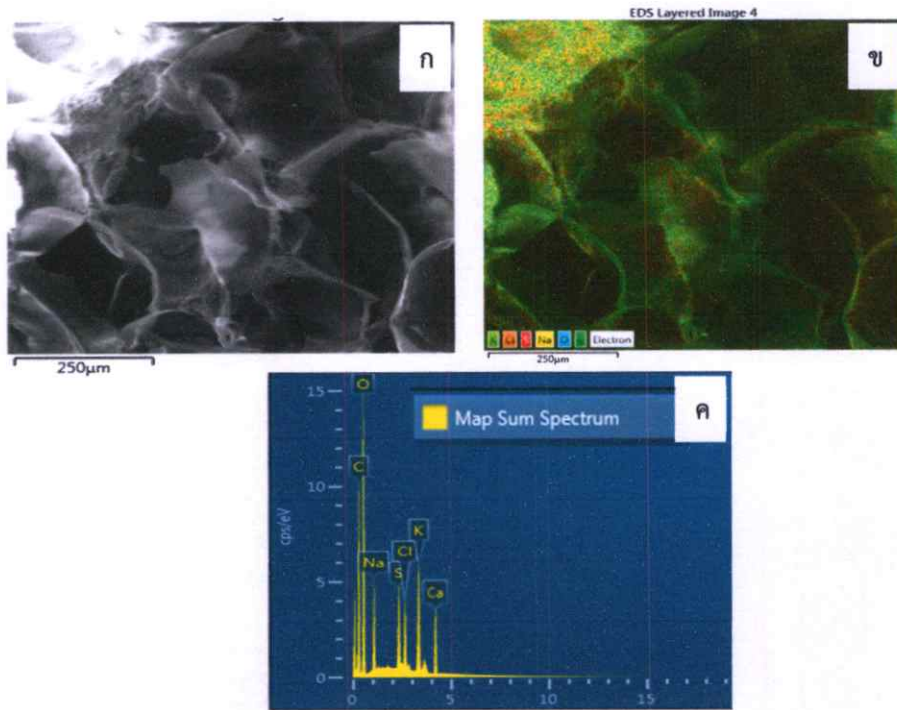 ก
250μm
EDS Layered Image 4
ข
K Ca S Na O Electron
250μm
ค
Map Sum Spectrum
cps/eV
15
10
5
0
O
C
Na
S
Cl
K
Ca
0 5 10 15